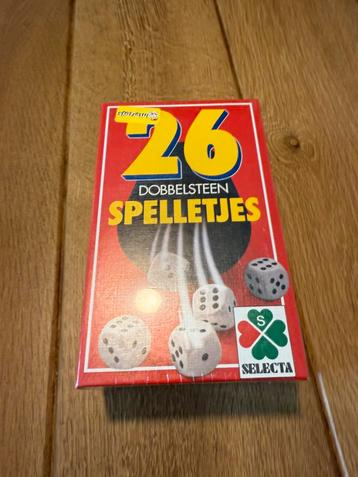 26
DOBBELSTEEN
SPELLETJES
S
SELECTA